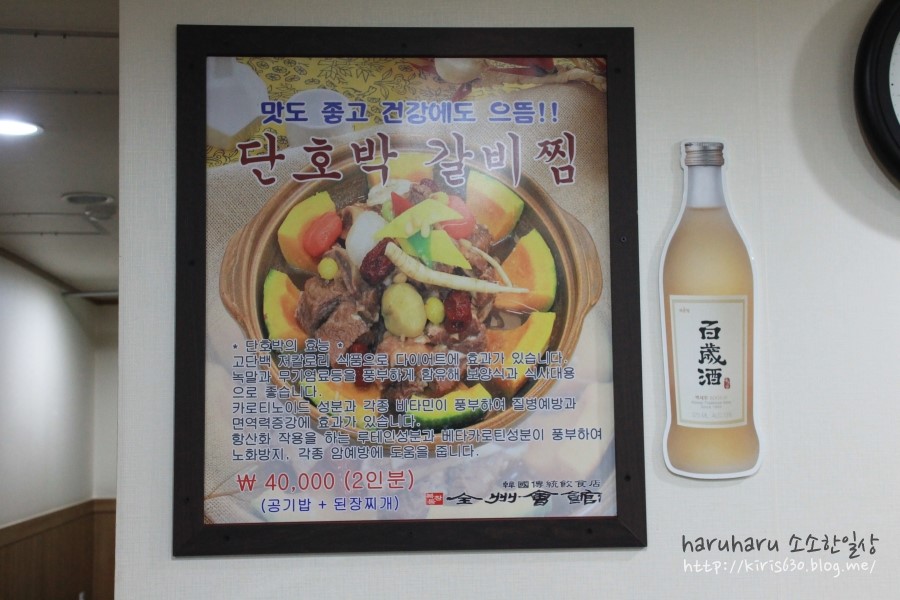 맛도 좋고 건강에도 으뜸!!
단호박 갈비찜
* 단호박의 효능 *
고단백 저칼로리 식품으로 다이어트에 효과가 있습니다.
녹말과 무기염료등을 풍부하게 함유해 보양식과 식사대용
으로 좋습니다.
카로티노이드 성분과 각종 비타민이 풍부하여 질병예방과
면역력증강에 효과가 있습니다.
항산화 작용을 하는 루테인성분과 베타카로틴성분이 풍부하여
노화방지, 각종 암예방에 도움을 줍니다.
₩ 40,000 (2인분)
(공기밥 + 된장찌개)
韓國傳統飮食店
全州會館
百歲酒
haruharu 소소한일상
http://kiris630.blog.me/